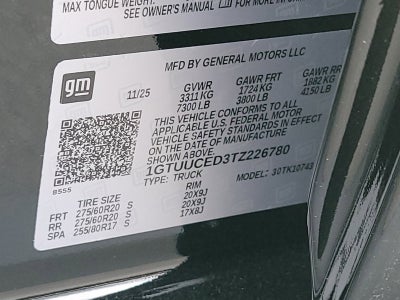 MAX TONGUE WEIGHT:
SEE OWNER'S MANUAL FOR MORE
gm
MFD BY GENERAL MOTORS LLC
11/25
GVWR GAWR FRT GAWR RR
3311 KG 1724 KG 1882 KG
7300 LB 3800 LB 4150 LB
THIS VEHICLE CONFORMS TO ALL
APPLICABLE U.S. FEDERAL MOTOR
VEHICLE SAFETY STANDARDS IN EFFECT
ON THE DATE OF MANUFACTURE
1GTUUCED3TZ226780
TYPE: TRUCK MODEL: 30TK10743
8555
TIRE SIZE RIM
FRT 275/60R20 S 20X9J
RR 275/60R20 S 20X9J
SPA 255/80R17 S 17X8J